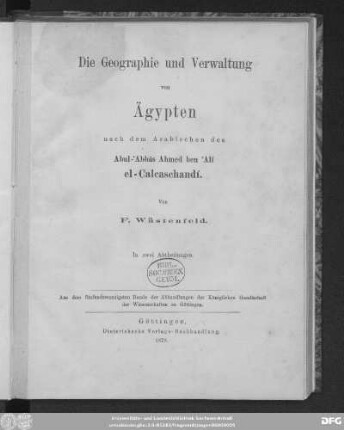 Die Geographie und Verwaltung
von
Ägypten
nach dem Arabischen des
Abul-'Abbâs Ahmed ben 'Alí
el-Calcaschandí.
Von
F. Wüstenfeld.
In zwei Abtheilungen.
Aus dem fünfundzwanzigsten Bande der Abhandlungen der Königlichen Gesellschaft
der Wissenschaften zu Göttingen.
Göttingen,
Dieterichsche Verlags-Buchhandlung.
1879.
DFG